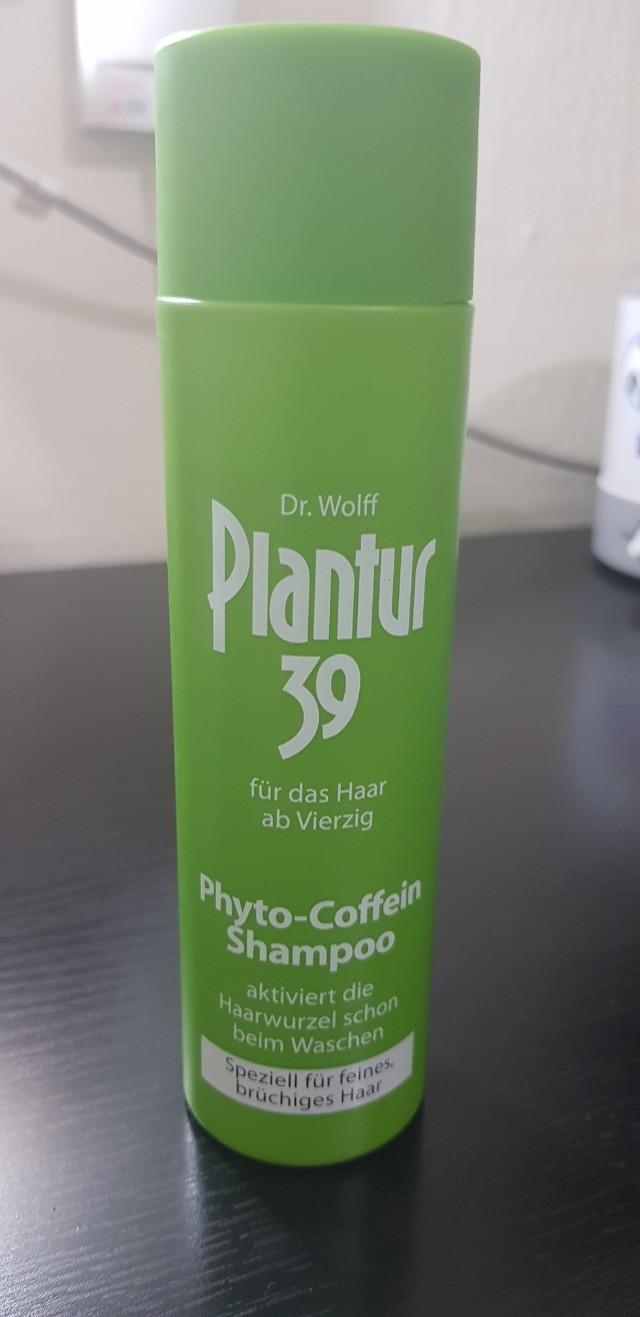 Dr. Wolff
Plantur
39
für das Haar
ab Vierzig
Phyto-Coffein
Shampoo
aktiviert die
Haarwurzel schon
beim Waschen
Speziell für feines,
brüchiges Haar